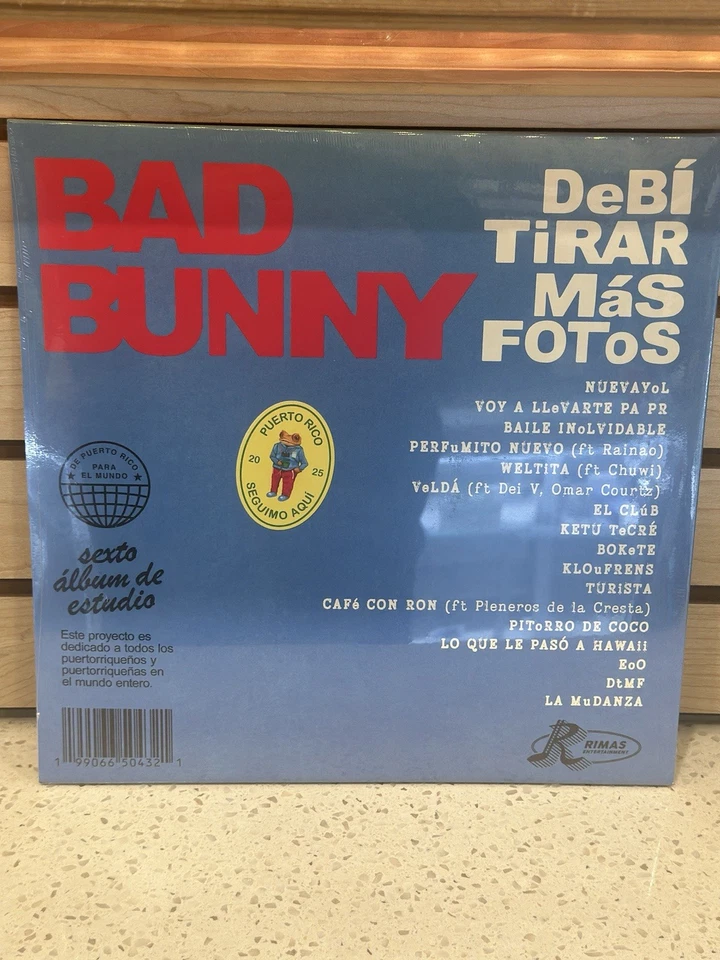 BAD
BUNNY
DeBÍ
TiRAR
MáS
FOToS
NUEVAYoL
VOY A LLeVARTE PA PR
BAILE INoLVIDABLE
PERFuMITO NUEVO (ft Rainao)
WELTiTA (ft Chuwi)
VeLDÁ (ft Dei V, Omar Courtz)
EL CLúB
KETU TeCRÉ
BOKeTE
KLOuFRENS
TURiSTA
CAFé CON RON (ft Pleneros de la Cresta)
PIToRRO DE COCO
LO QUE LE PASÓ A HAWAii
EoO
DtMF
LA MuDANZA
PUERTO RICO
20 25
SEGUIMO AQUÍ
DE PUERTO RICO
PARA
EL MUNDO
sexto
álbum de
estudio
Este proyecto es
dedicado a todos los
puertorriqueños y
puertorriqueñas en
el mundo entero.
1 99066 50432 1
R RIMAS
ENTERTAINMENT